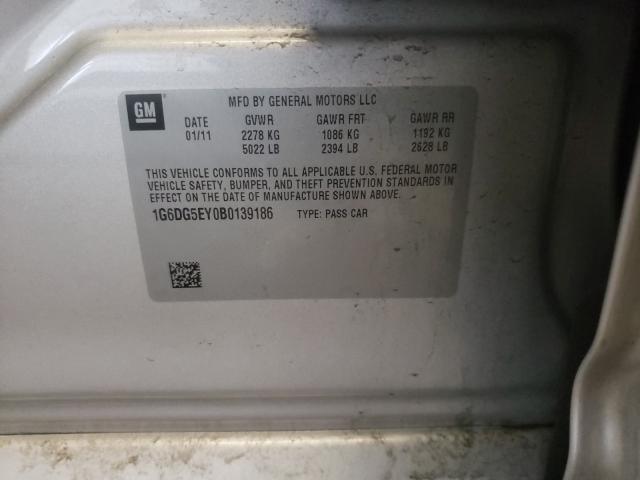 GM
MFD BY GENERAL MOTORS LLC
DATE GVWR GAWR FRT GAWR RR
01/11 2278 KG 1086 KG 1192 KG
5022 LB 2394 LB 2628 LB
THIS VEHICLE CONFORMS TO ALL APPLICABLE U.S. FEDERAL MOTOR
VEHICLE SAFETY, BUMPER, AND THEFT PREVENTION STANDARDS IN
EFFECT ON THE DATE OF MANUFACTURE SHOWN ABOVE.
1G6DG5EY0B0139186 TYPE: PASS CAR